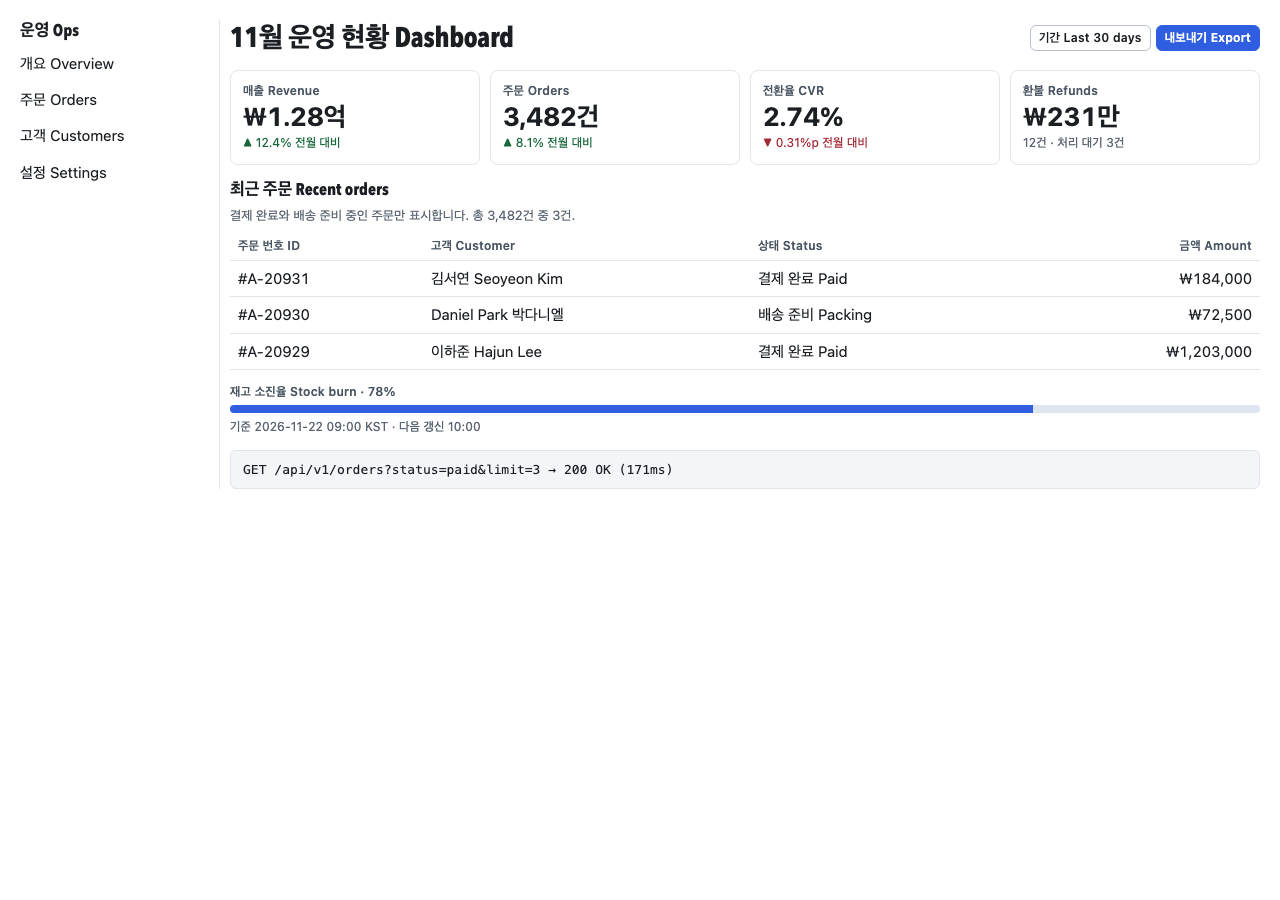 운영 Ops
개요 Overview
주문 Orders
고객 Customers
설정 Settings
11월 운영 현황 Dashboard
기간 Last 30 days
내보내기 Export
매출 Revenue
₩1.28억
▲ 12.4% 전월 대비
주문 Orders
3,482건
▲ 8.1% 전월 대비
전환율 CVR
2.74%
▼ 0.31%p 전월 대비
환불 Refunds
₩231만
12건 · 처리 대기 3건
최근 주문 Recent orders
결제 완료와 배송 준비 중인 주문만 표시합니다. 총 3,482건 중 3건.
주문 번호 ID 고객 Customer 상태 Status 금액 Amount
#A-20931 김서연 Seoyeon Kim 결제 완료 Paid ₩184,000
#A-20930 Daniel Park 박다니엘 배송 준비 Packing ₩72,500
#A-20929 이하준 Hajun Lee 결제 완료 Paid ₩1,203,000
재고 소진율 Stock burn · 78%
기준 2026-11-22 09:00 KST · 다음 갱신 10:00
GET /api/v1/orders?status=paid&limit=3 → 200 OK (171ms)